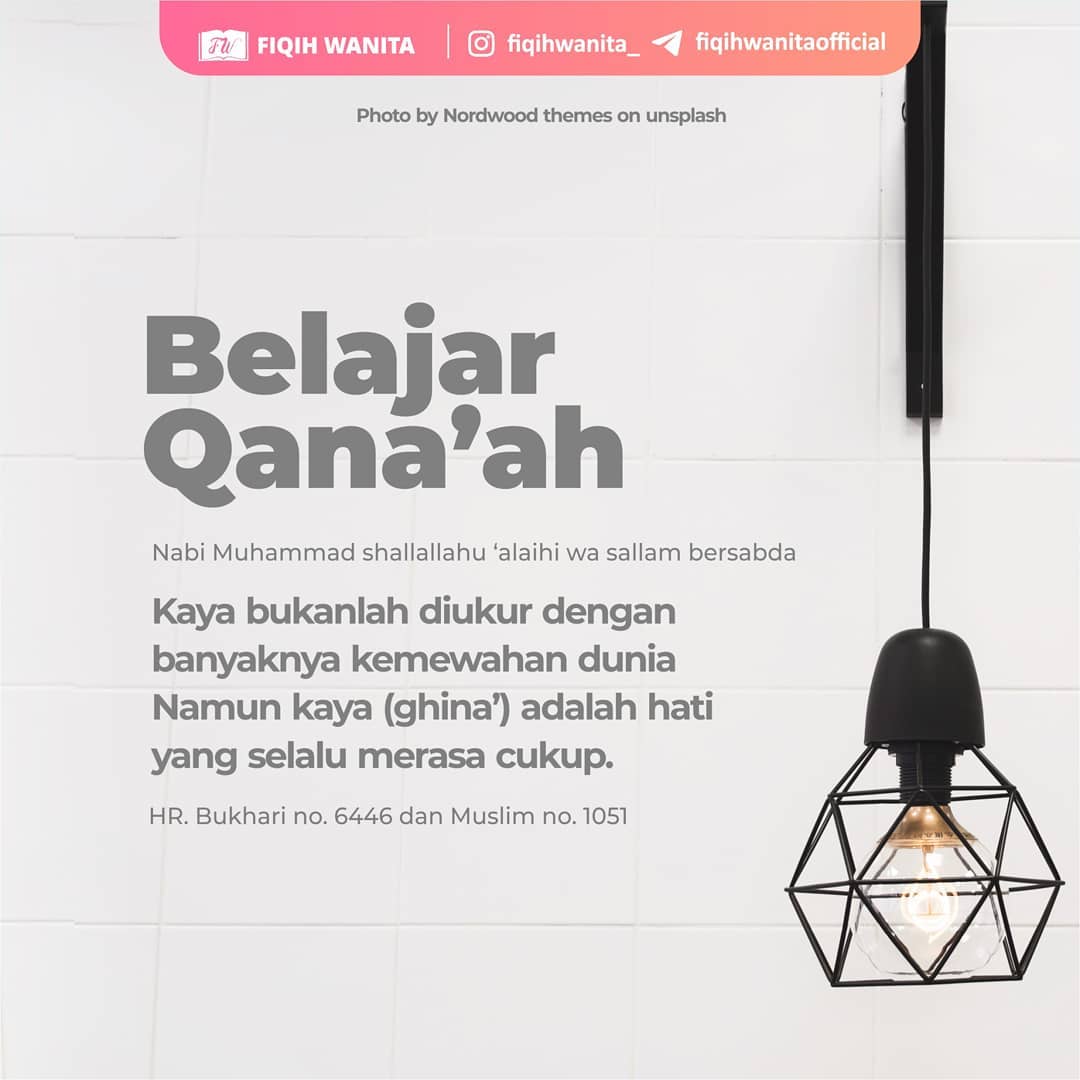 FW FIQIH WANITA fiqihwanita_ fiqihwanitaofficial
Photo by Nordwood themes on unsplash
Belajar
Qana’ah
Nabi Muhammad shallallahu ‘alaihi wa sallam bersabda
Kaya bukanlah diukur dengan
banyaknya kemewahan dunia
Namun kaya (ghina’) adalah hati
yang selalu merasa cukup.
HR. Bukhari no. 6446 dan Muslim no. 1051